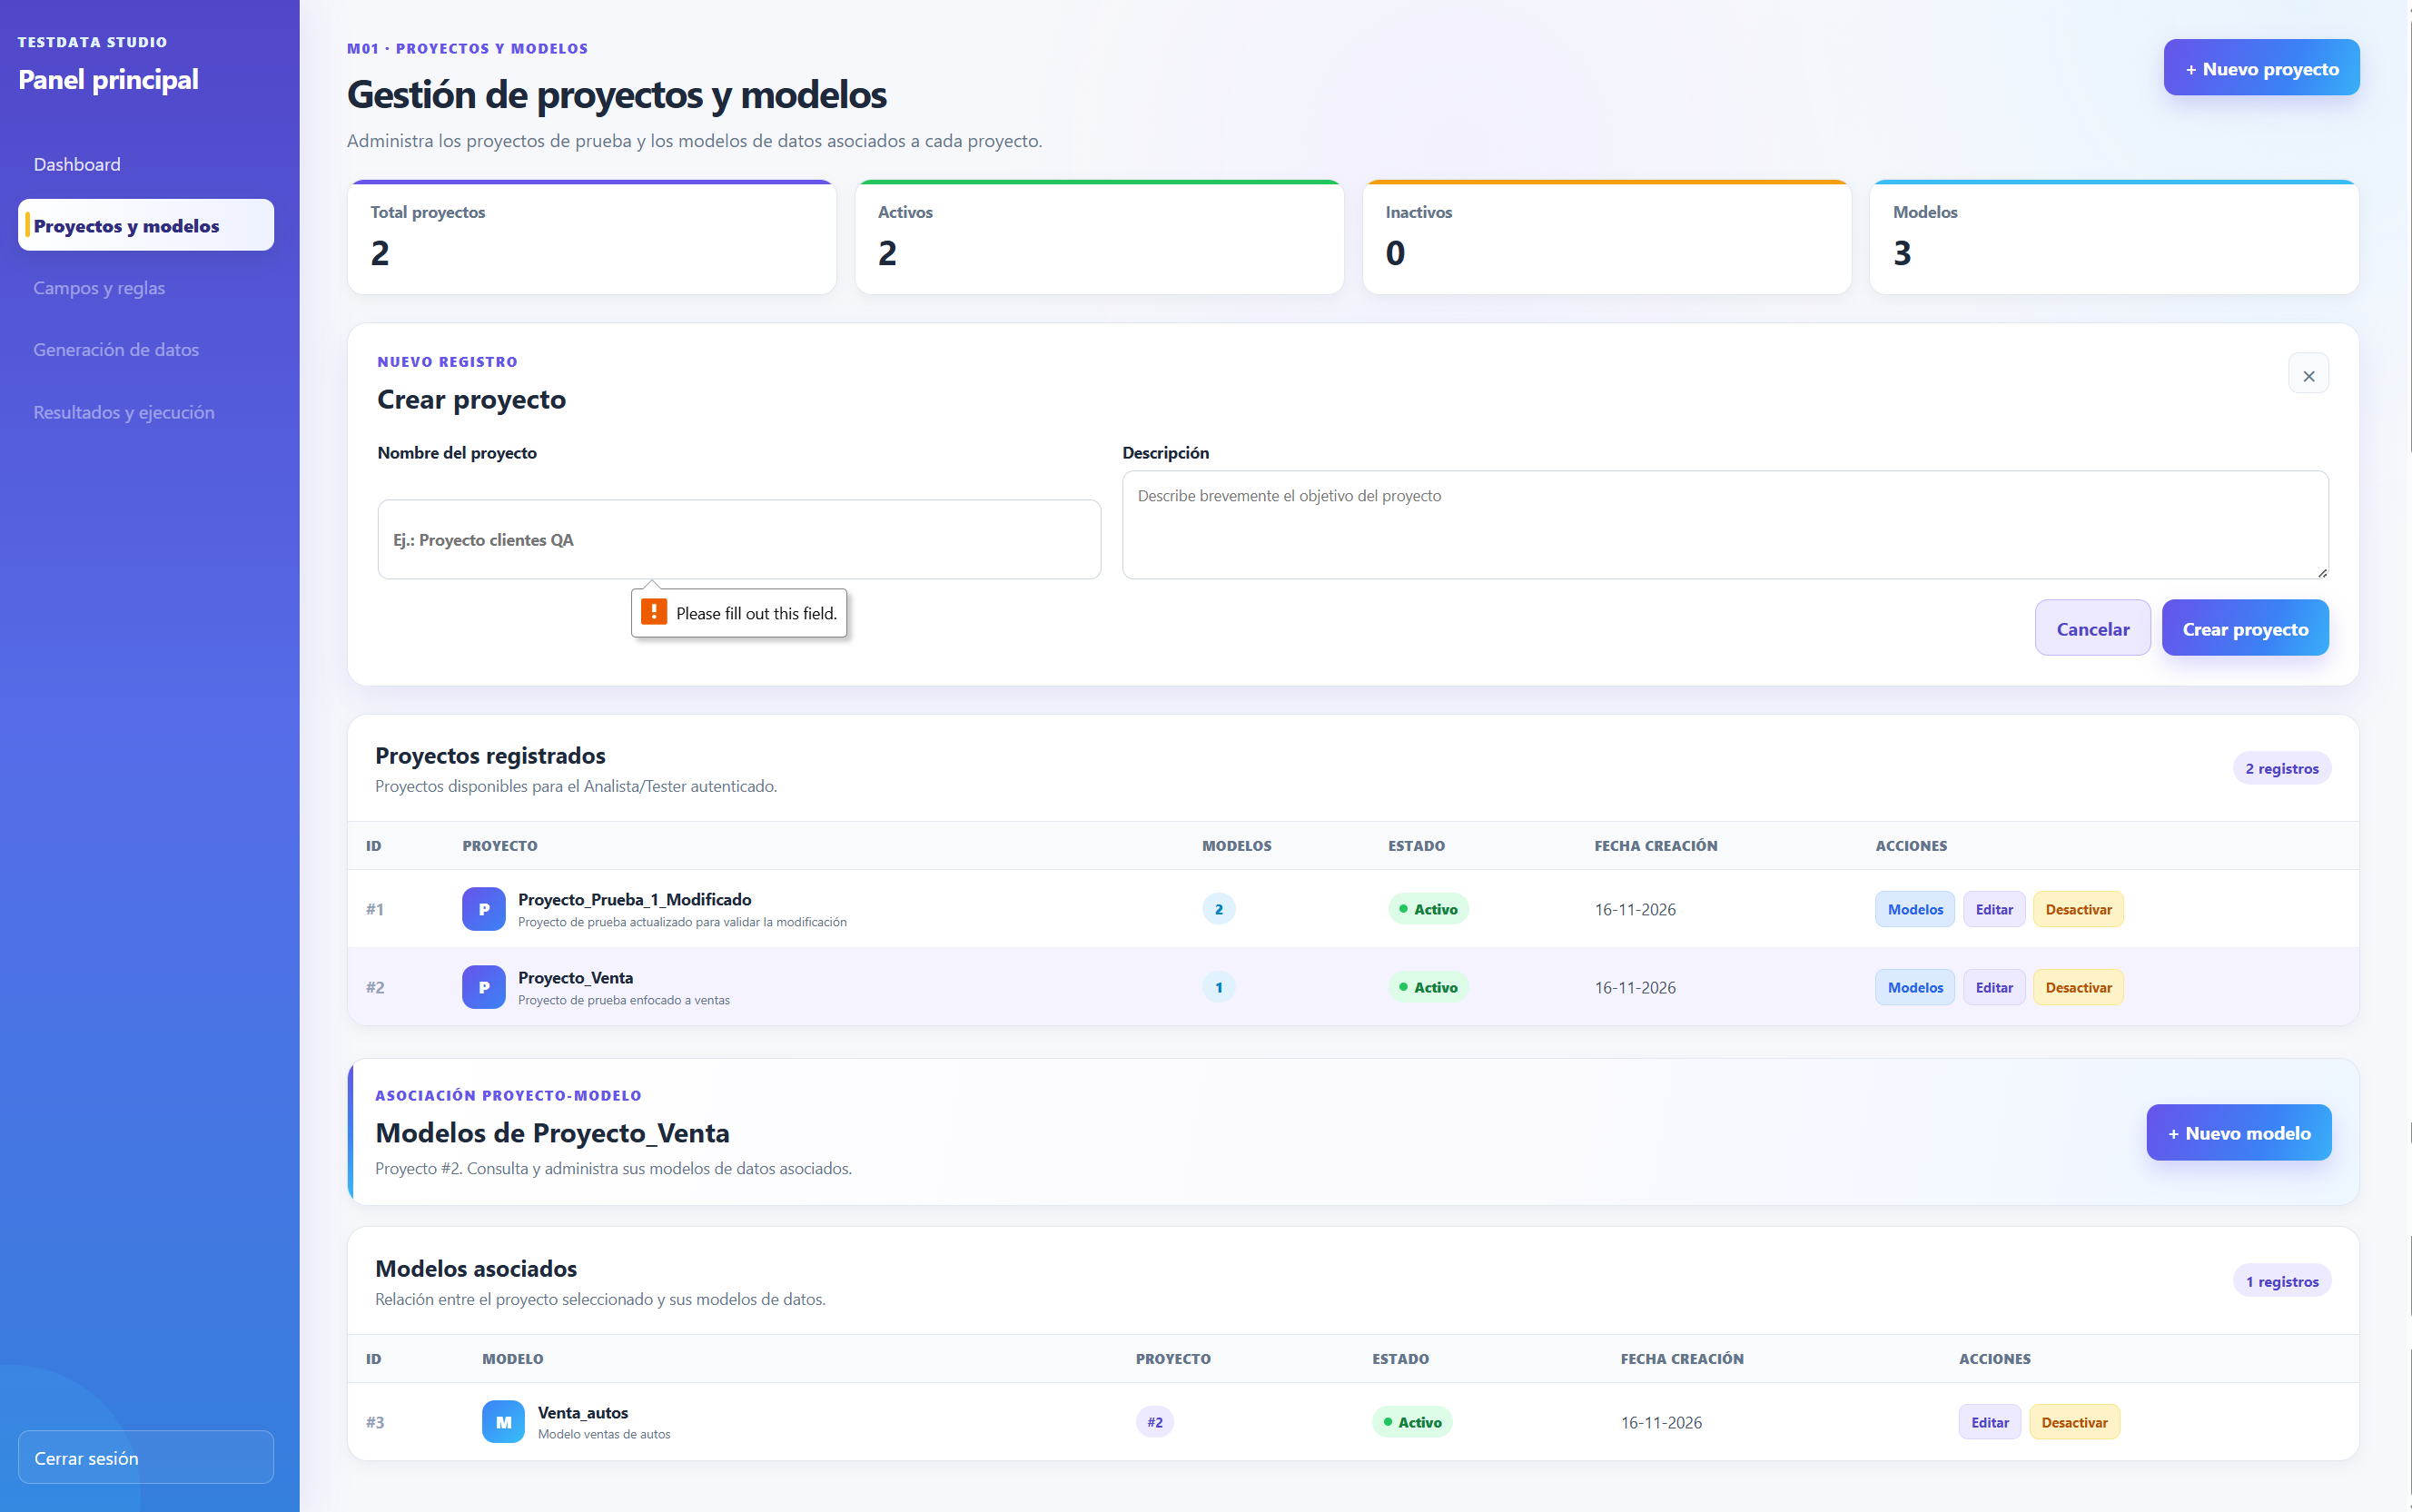 TESTDATA STUDIO
Panel principal
Dashboard
Proyectos y modelos
Campos y reglas
Generación de datos
Resultados y ejecución
Cerrar sesión
M01 · PROYECTOS Y MODELOS
Gestión de proyectos y modelos
Administra los proyectos de prueba y los modelos de datos asociados a cada proyecto.
+ Nuevo proyecto
Total proyectos
2
Activos
2
Inactivos
0
Modelos
3
NUEVO REGISTRO
Crear proyecto
×
Nombre del proyecto
Ej.: Proyecto clientes QA
Please fill out this field.
Descripción
Describe brevemente el objetivo del proyecto
Cancelar
Crear proyecto
Proyectos registrados
Proyectos disponibles para el Analista/Tester autenticado.
2 registros
ID PROYECTO MODELOS ESTADO FECHA CREACIÓN ACCIONES
#1 P Proyecto_Prueba_1_Modificado 2 Activo 16-11-2026 Modelos Editar Desactivar
Proyecto de prueba actualizado para validar la modificación
#2 P Proyecto_Venta 1 Activo 16-11-2026 Modelos Editar Desactivar
Proyecto de prueba enfocado a ventas
ASOCIACIÓN PROYECTO-MODELO
Modelos de Proyecto_Venta
Proyecto #2. Consulta y administra sus modelos de datos asociados.
+ Nuevo modelo
Modelos asociados
Relación entre el proyecto seleccionado y sus modelos de datos.
1 registros
ID MODELO PROYECTO ESTADO FECHA CREACIÓN ACCIONES
#3 M Venta_autos #2 Activo 16-11-2026 Editar Desactivar
Modelo ventas de autos